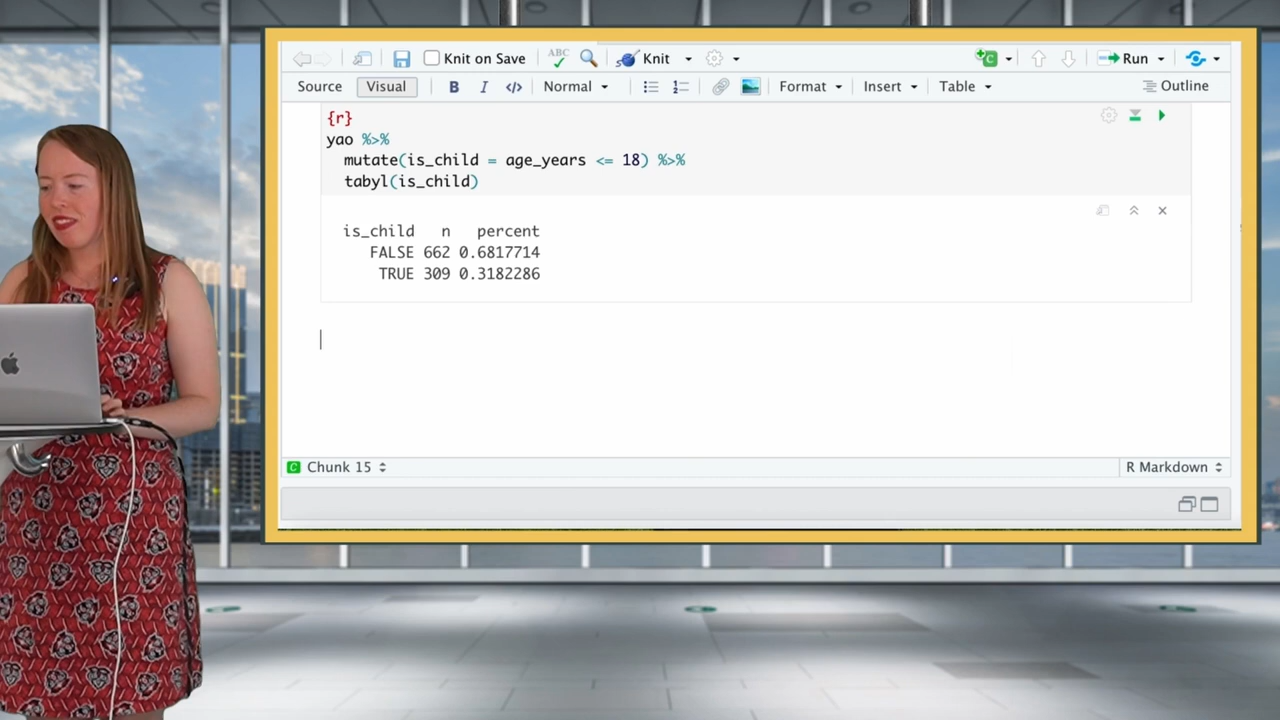 Knit on Save
ABC
Knit
Run
Source
Visual
B
I
</>
Normal
Format
Insert
Table
Outline
{r}
yao %>%
mutate(is_child = age_years <= 18) %>%
tabyl(is_child)
is_child n percent
FALSE 662 0.6817714
TRUE 309 0.3182286
C Chunk 15
R Markdown